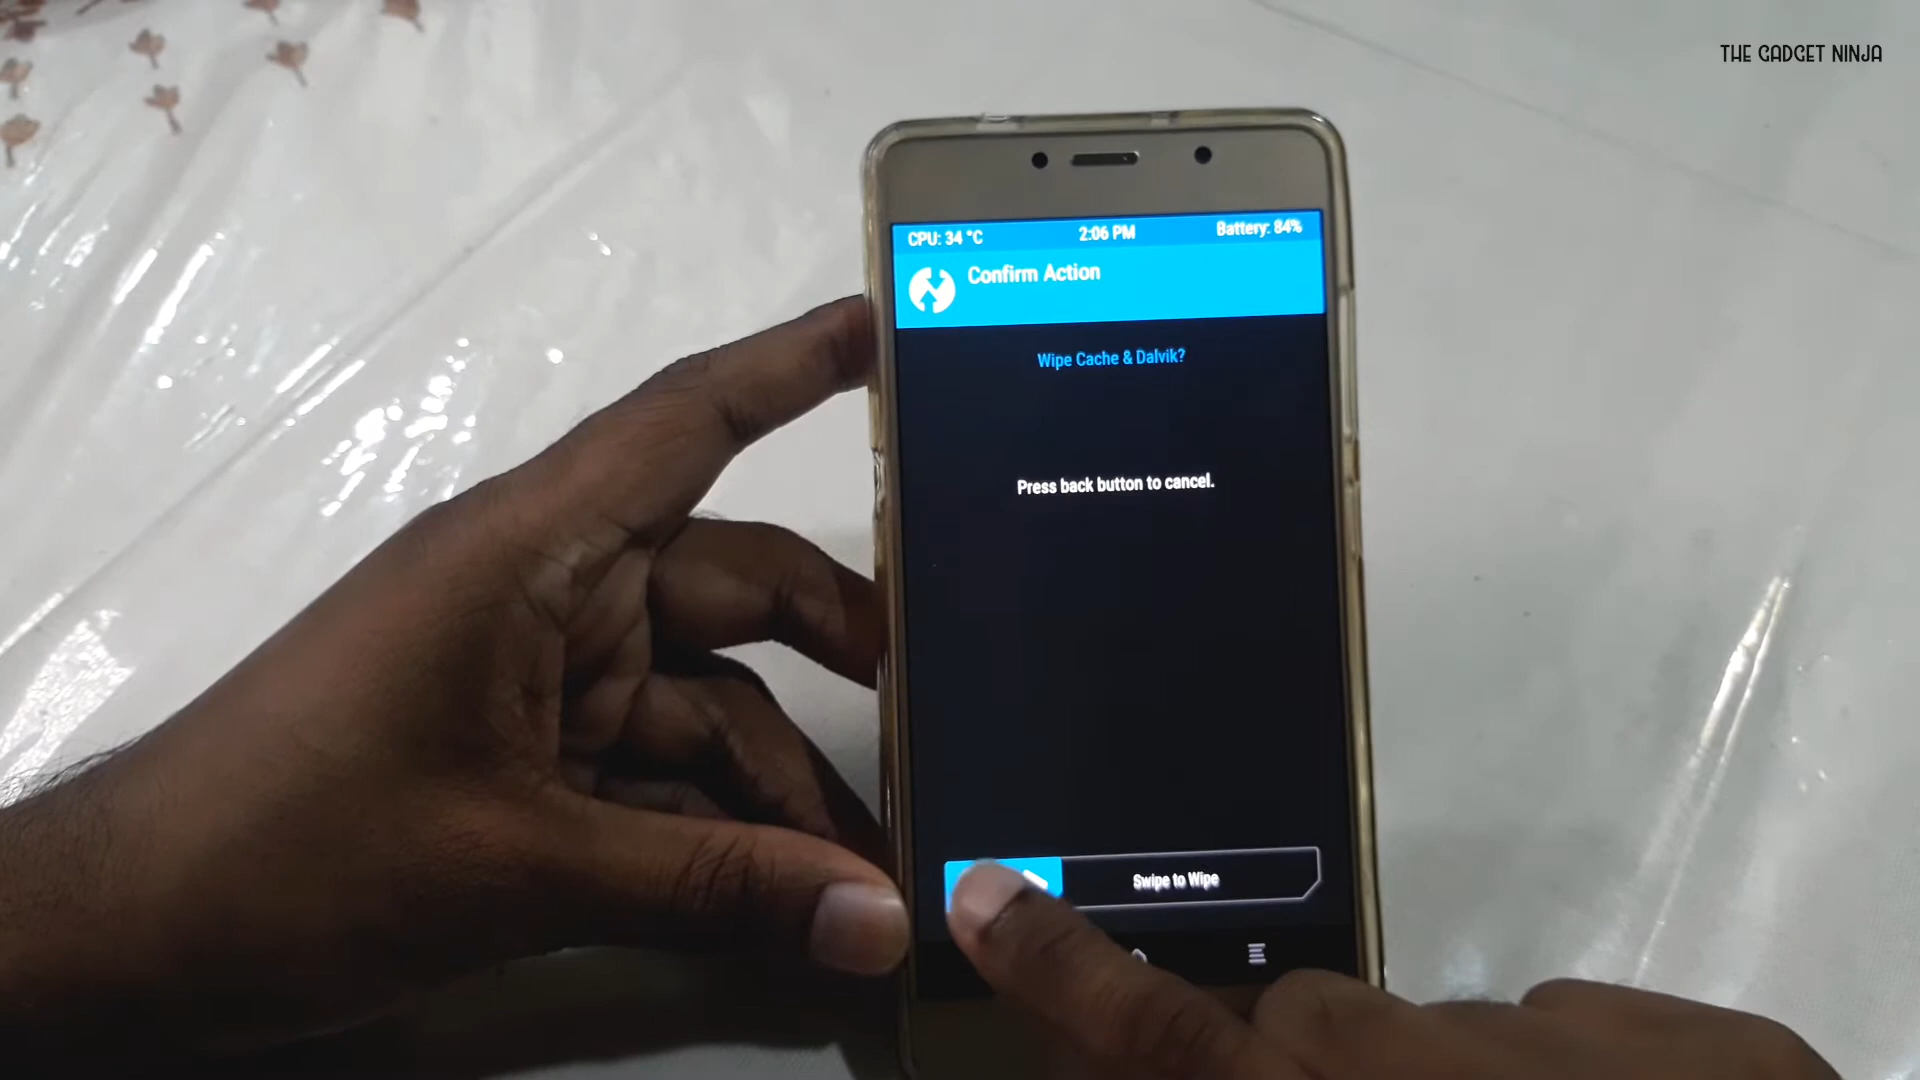 THE GADGET NINJA
CPU: 34 °C 2:06 PM Battery: 84%
Confirm Action
Wipe Cache & Dalvik?
Press back button to cancel.
Swipe to Wipe